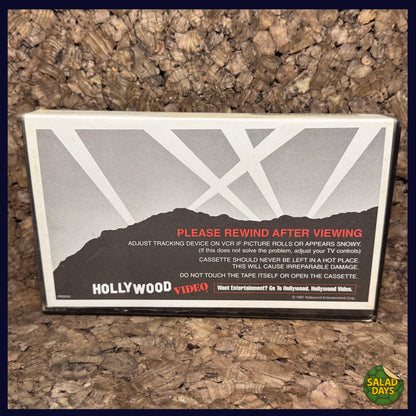 PLEASE REWIND AFTER VIEWING
ADJUST TRACKING DEVICE ON VCR IF PICTURE ROLLS OR APPEARS SNOWY.
(If this does not solve the problem, adjust your TV controls)
CASSETTE SHOULD NEVER BE LEFT IN A HOT PLACE.
THIS WILL CAUSE IRREPARABLE DAMAGE.
DO NOT TOUCH THE TAPE ITSELF OR OPEN THE CASSETTE.
HOLLYWOOD VIDEO
Want Entertainment? Go To Hollywood, Hollywood Video.
© 1997 Hollywood Entertainment Corp.
SALAD
DAYS